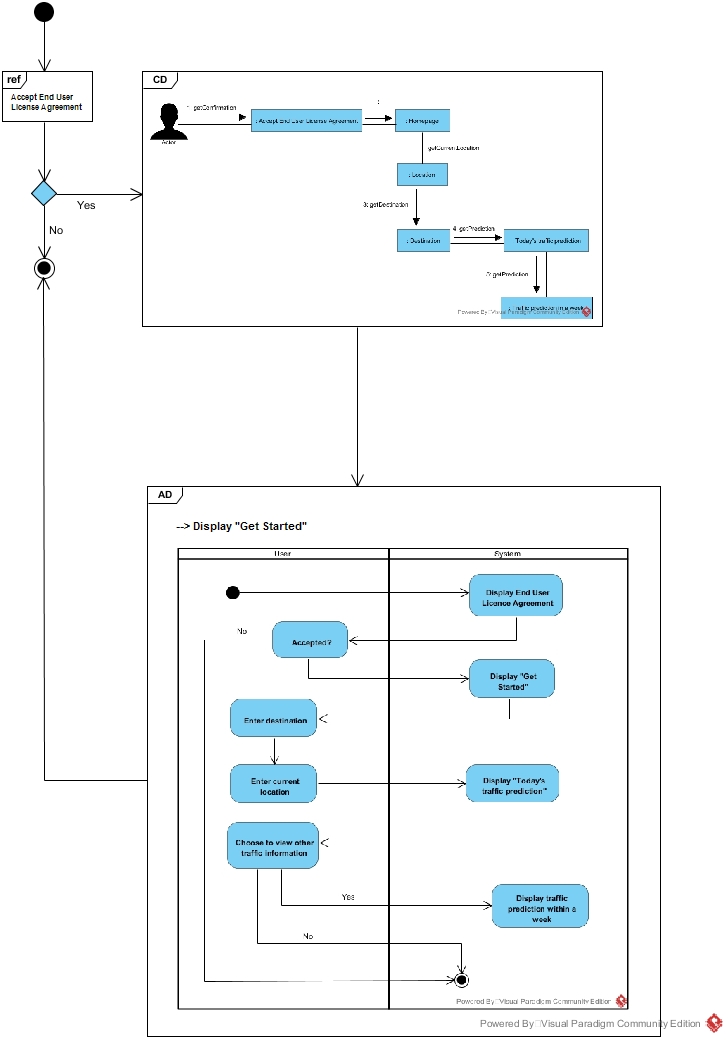 ref
Accept End User
License Agreement
Yes
No
CD
1: getConfirmation
:
: Accept End User License Agreement
: Homepage
Actor
getCurrentLocation
: Location
3: getDestination
: Destination
4: getPrediction
Today's traffic prediction
5: getPrediction
: Traffic prediction in a week
Powered By Visual Paradigm Community Edition
AD
--> Display "Get Started"
User
System
Display End User
Licence Agreement
No
Accepted?
Display "Get
Started"
Enter destination
Enter current
location
Display "Today's
traffic prediction"
Choose to view other
traffic information
Yes
Display traffic
prediction within a
week
No
Powered By Visual Paradigm Community Edition
Powered By Visual Paradigm Community Edition